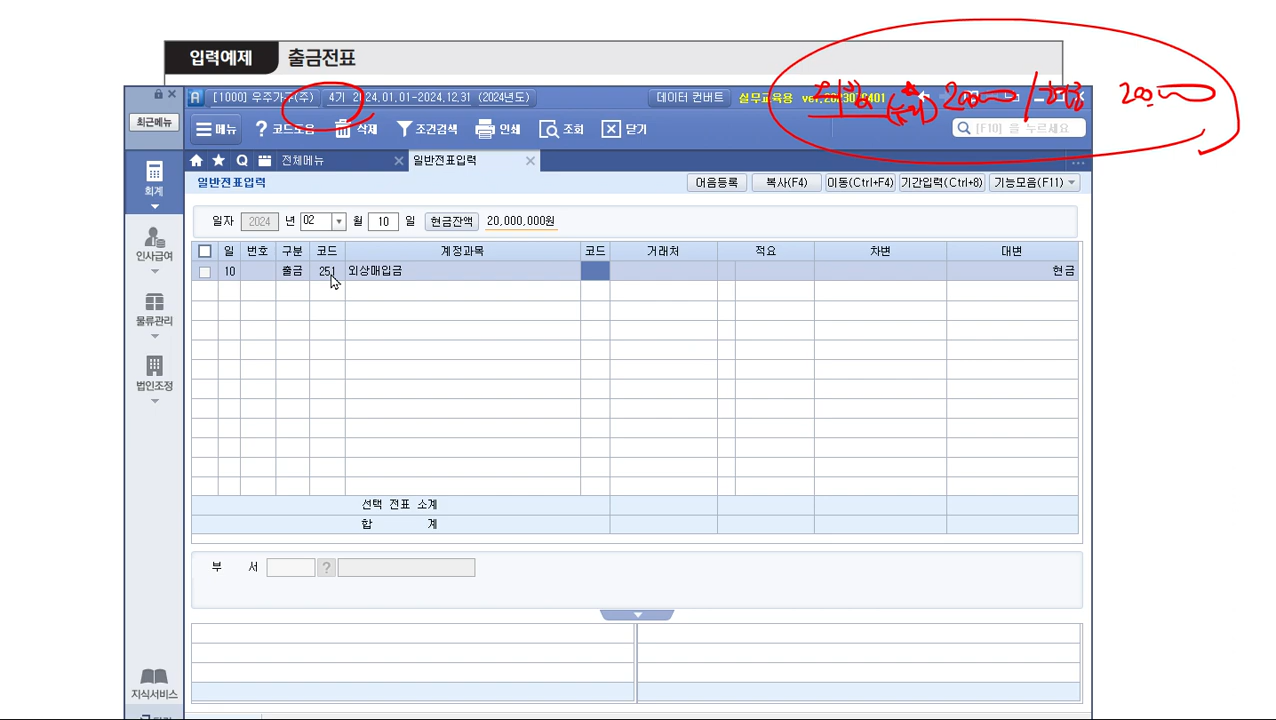 입력예제 출금전표
[1000] 우주가구(주) 4기 2024.01.01-2024.12.31 (2024년도) 데이터 컨버트 실무교육용
최근메뉴
메뉴 ? 코드도움 삭제 조건검색 인쇄 조회 닫기 [F10] 을 누르세요
전체메뉴 일반전표입력
회계
일반전표입력 어음등록 복사(F4) 이동(Ctrl+F4) 기간입력(Ctrl+8) 기능모음(F11)
일자 2024 년 02 월 10 일 현금잔액 20,000,000원
인사급여
일 번호 구분 코드 계정과목 코드 거래처 적요 차변 대변
10 출금 251 외상매입금 현금
물류관리
법인조정
선택 전표 소계
합 계
부 서 ?
지식서비스